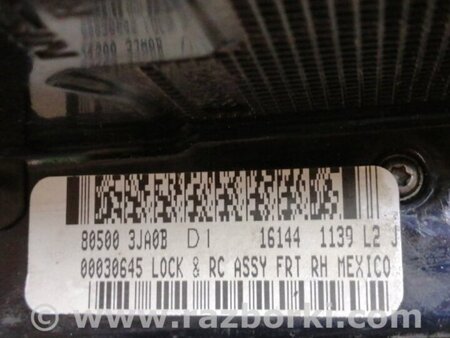 80500 3JA0B D1 16144 1139 L2 J
00030645 LOCK & RC ASSY FRT RH MEXICO
© www.razborki.com